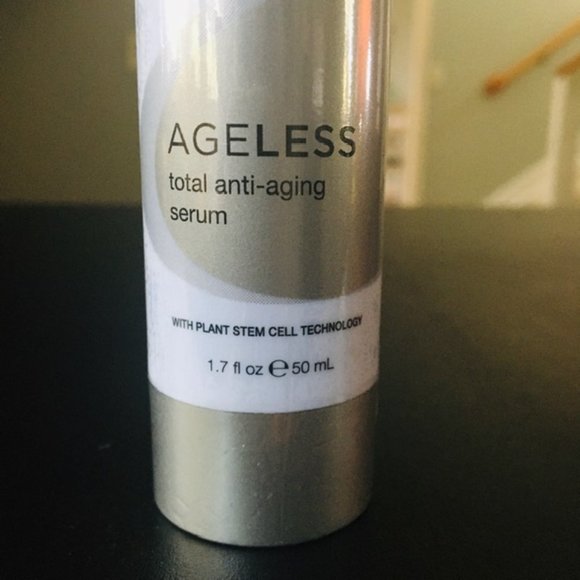 AGELESS
total anti-aging
serum
WITH PLANT STEM CELL TECHNOLOGY
1.7 fl oz ℮ 50 mL